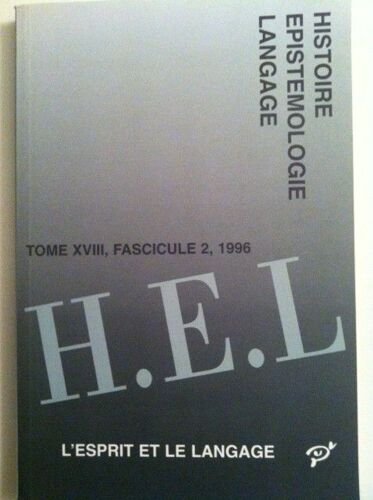 HISTOIRE
EPISTEMOLOGIE
LANGAGE
TOME XVIII, FASCICULE 2, 1996
H.E.L
L'ESPRIT ET LE LANGAGE